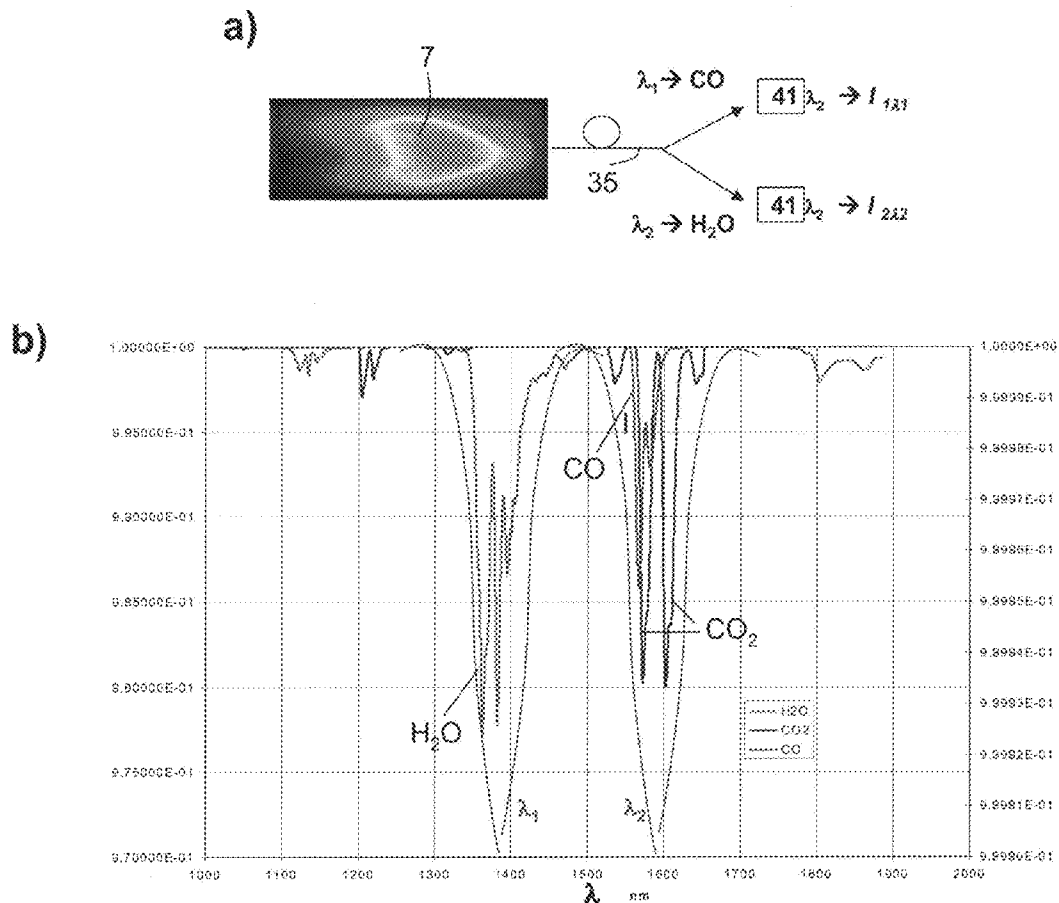 a)
7
λ₁ → CO
41 λ₂ → I 1λ1
35
λ₂ → H₂O
41 λ₂ → I 2λ2
b)
1.00000E+00
9.95000E-01
9.90000E-01
9.85000E-01
9.80000E-01
9.75000E-01
9.70000E-01
1.00000E+00
9.9999E-01
9.9998E-01
9.9997E-01
9.9996E-01
9.9995E-01
9.9994E-01
9.9993E-01
9.9992E-01
9.9991E-01
9.9990E-01
CO
CO₂
H₂O
H2O
CO2
CO
λ₁
λ₂
1000 1100 1200 1300 1400 1500 1600 1700 1800 1900 2000
λ nm